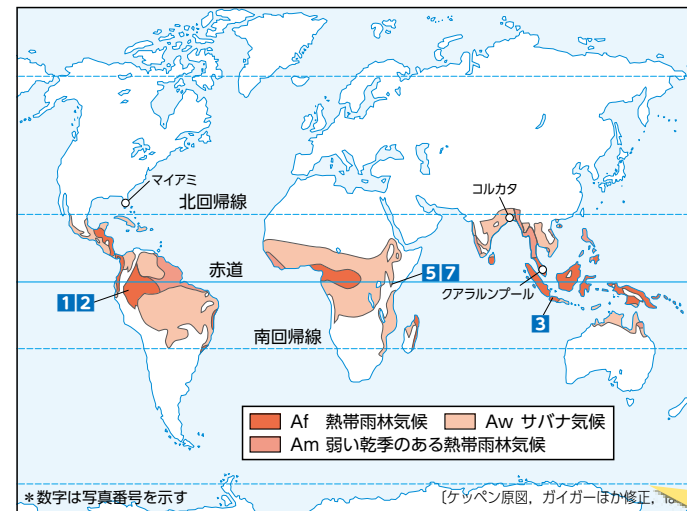 マイアミ
北回帰線
コルカタ
赤道
5 7
クアラルンプール
1 2
3
南回帰線
Af 熱帯雨林気候
Aw サバナ気候
Am 弱い乾季のある熱帯雨林気候
*数字は写真番号を示す
〔ケッペン原図,ガイガーほか修正,